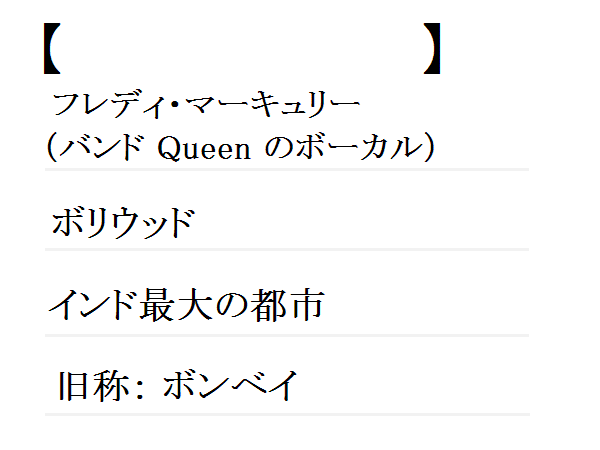 【 】
フレディ・マーキュリー
(バンド Queen のボーカル)
ボリウッド
インド最大の都市
旧称: ボンベイ